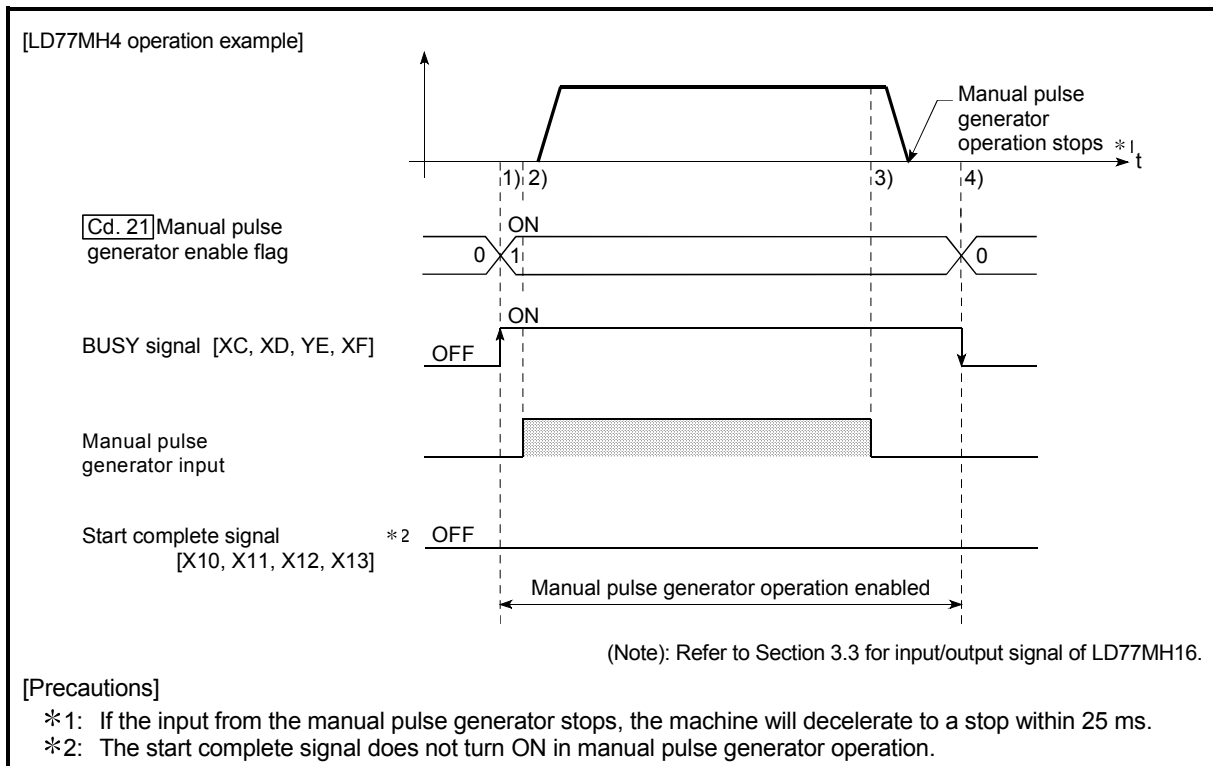 [LD77MH4 operation example]
Manual pulse
generator
operation stops *1
t
1) 2) 3) 4)
Cd. 21 Manual pulse
generator enable flag
ON
0 1 0
BUSY signal [XC, XD, YE, XF]
ON
OFF
Manual pulse
generator input
Start complete signal *2 OFF
[X10, X11, X12, X13]
Manual pulse generator operation enabled
(Note): Refer to Section 3.3 for input/output signal of LD77MH16.
[Precautions]
*1: If the input from the manual pulse generator stops, the machine will decelerate to a stop within 25 ms.
*2: The start complete signal does not turn ON in manual pulse generator operation.